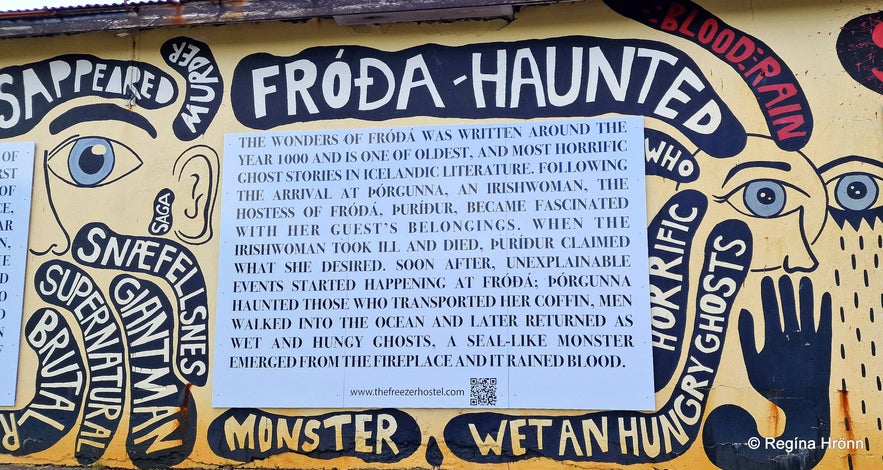 SAPPEARED
MURDER
FRÓÐA-HAUNTED
BLOOD-RAIN
WHO
SAGA
SNÆFELLSNES
SUPERNATURAL
GIANTMAN
BRUTAL
THE WONDERS OF FRÓÐÁ WAS WRITTEN AROUND THE
YEAR 1000 AND IS ONE OF OLDEST, AND MOST HORRIFIC
GHOST STORIES IN ICELANDIC LITERATURE. FOLLOWING
THE ARRIVAL AT ÞÓRGUNNA, AN IRISHWOMAN, THE
HOSTESS OF FRÓÐÁ, ÞURÍÐUR, BECAME FASCINATED
WITH HER GUEST'S BELONGINGS. WHEN THE
IRISHWOMAN TOOK ILL AND DIED, ÞURÍÐUR CLAIMED
WHAT SHE DESIRED. SOON AFTER, UNEXPLAINABLE
EVENTS STARTED HAPPENING AT FRÓÐÁ; ÞÓRGUNNA
HAUNTED THOSE WHO TRANSPORTED HER COFFIN, MEN
WALKED INTO THE OCEAN AND LATER RETURNED AS
WET AND HUNGY GHOSTS, A SEAL-LIKE MONSTER
EMERGED FROM THE FIREPLACE AND IT RAINED BLOOD.
www.thefreezerhostel.com
HORRIFIC
MONSTER
WET AN HUNGRY GHOSTS
© Regína Hrönn